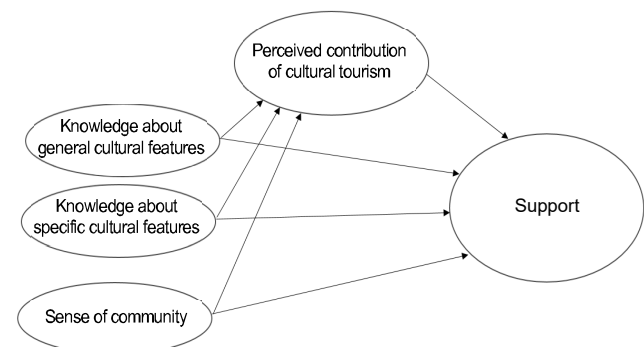 Perceived contribution
of cultural tourism
Knowledge about
general cultural features
Knowledge about
specific cultural features
Support
Sense of community